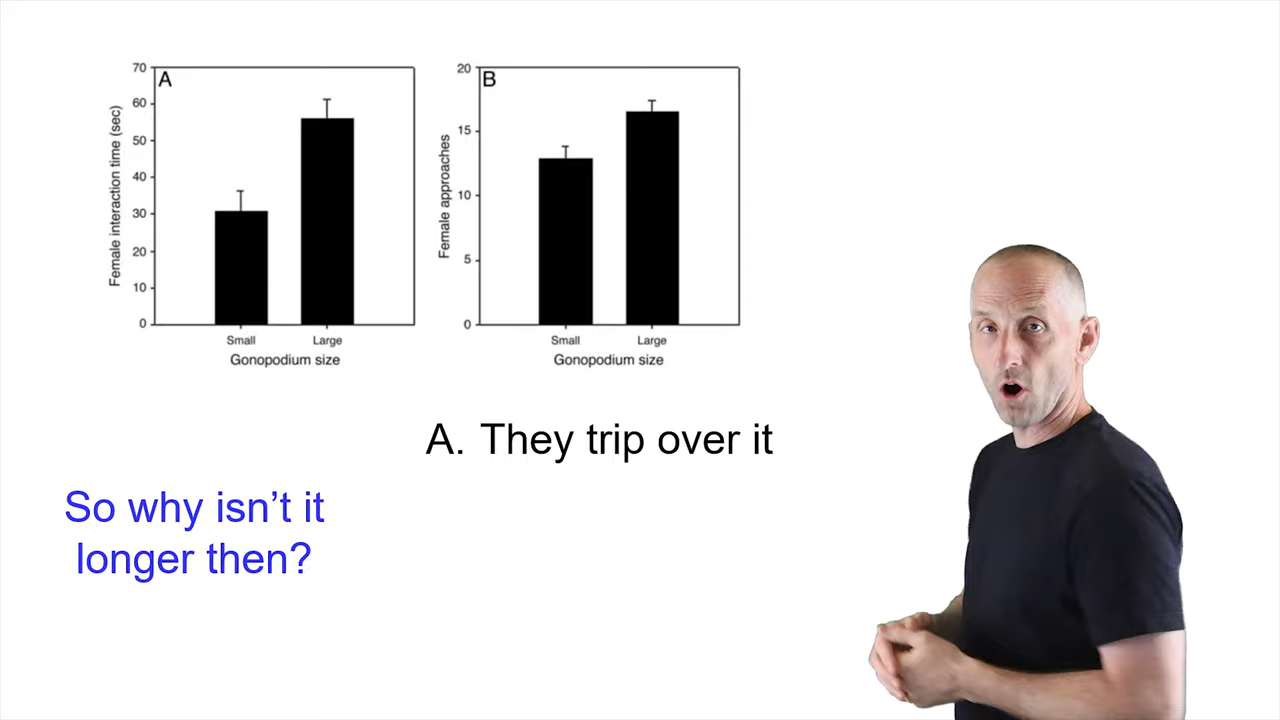 A
70
60
50
40
30
20
10
0
Female interaction time (sec)
Small Large
Gonopodium size
B
20
15
10
5
0
Female approaches
Small Large
Gonopodium size
A. They trip over it
So why isn't it
longer then?